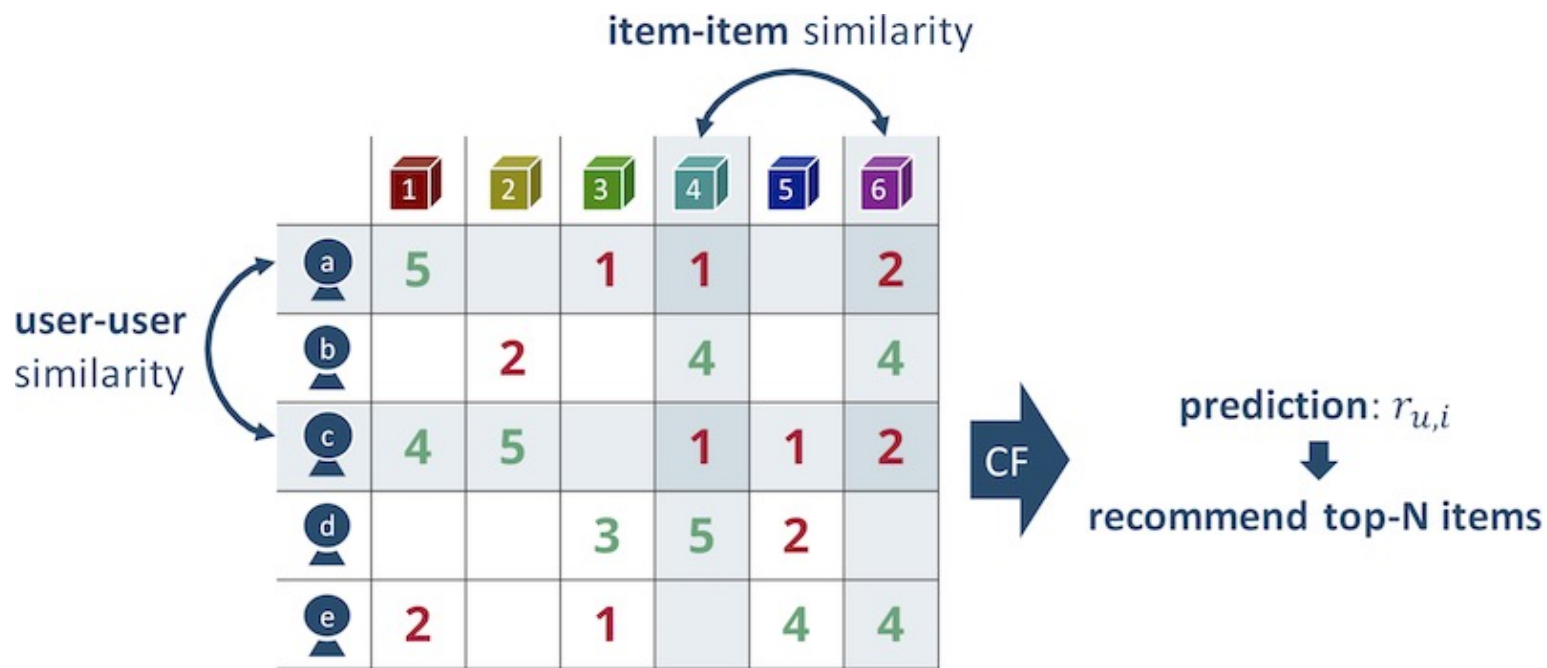 item-item similarity
1 2 3 4 5 6
a 5 1 1 2
user-user
similarity
b 2 4 4
c 4 5 1 1 2
CF
prediction: r_{u,i}
recommend top-N items
d 3 5 2
e 2 1 4 4